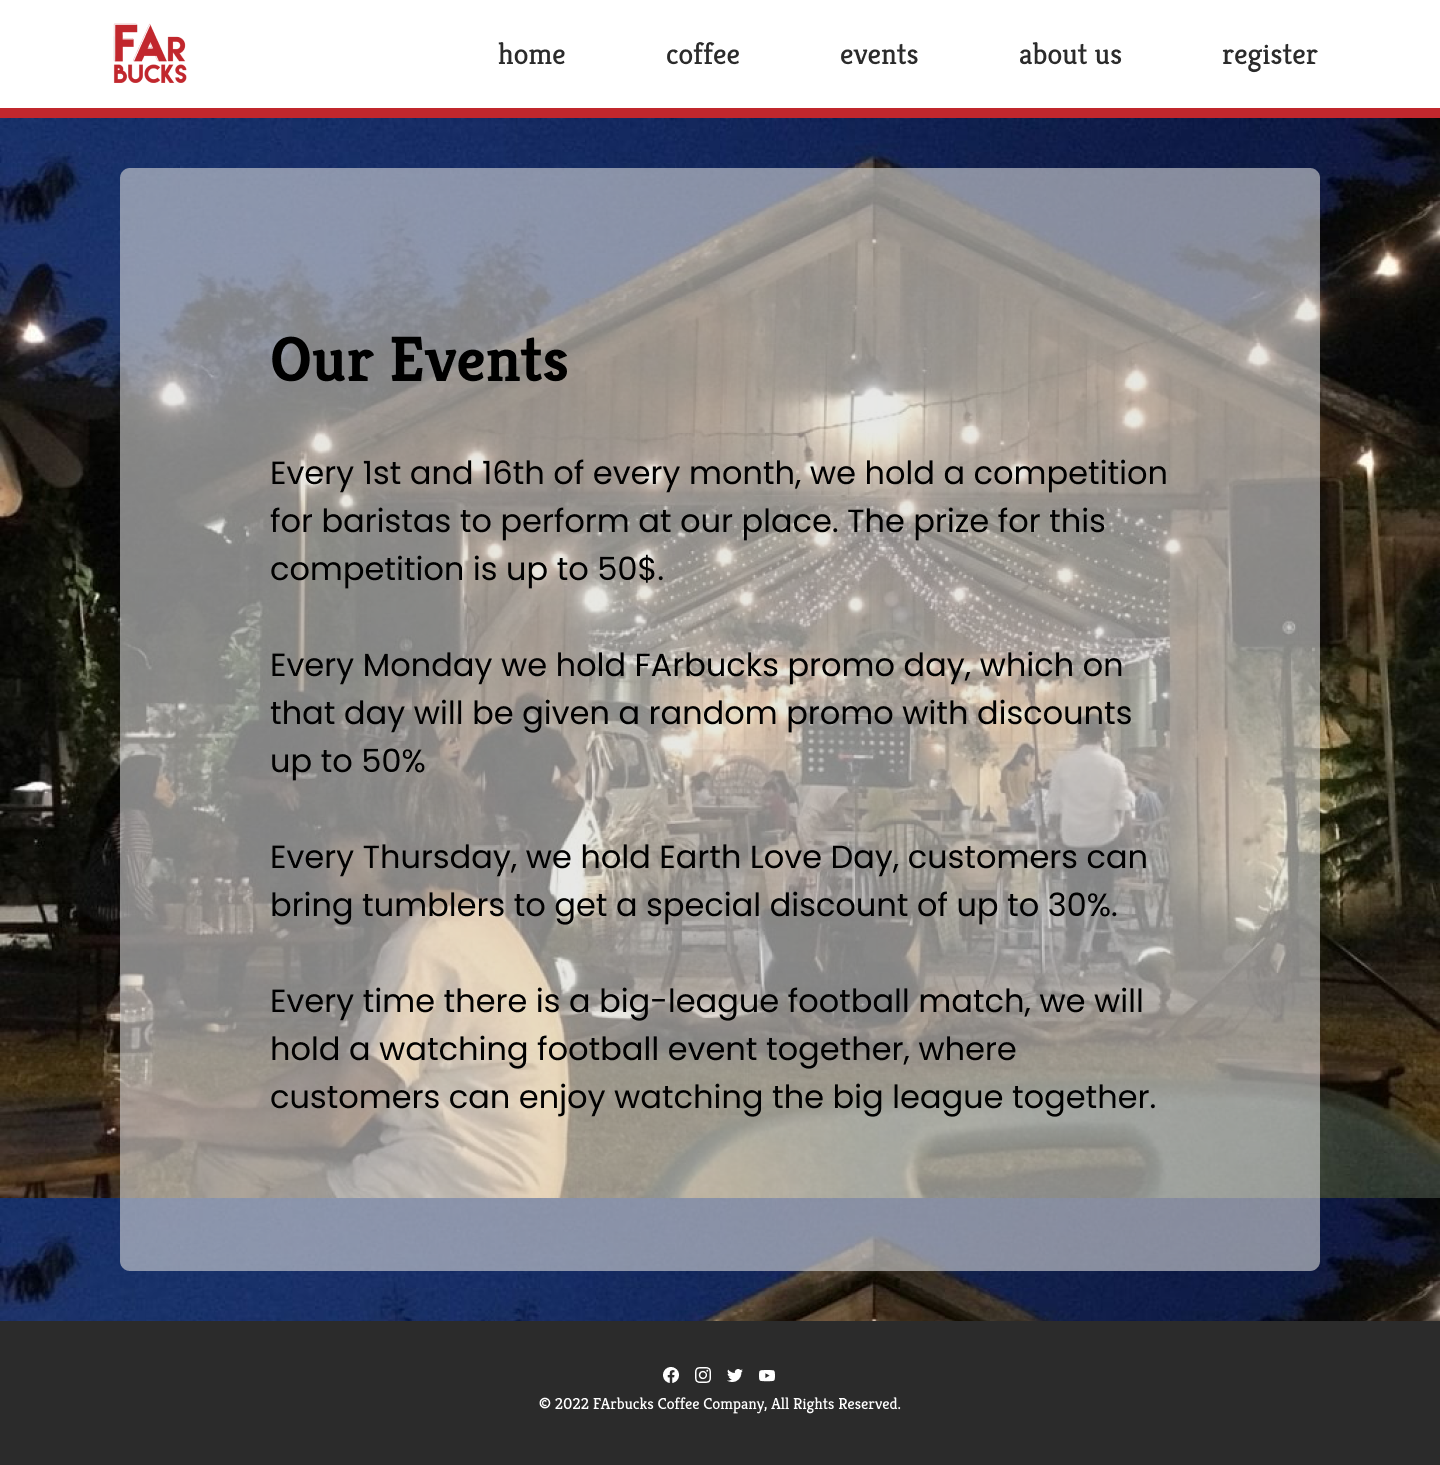 FAR
BUCKS
home
coffee
events
about us
register
Our Events
Every 1st and 16th of every month, we hold a competition
for baristas to perform at our place. The prize for this
competition is up to 50$.
Every Monday we hold FArbucks promo day, which on
that day will be given a random promo with discounts
up to 50%
Every Thursday, we hold Earth Love Day, customers can
bring tumblers to get a special discount of up to 30%.
Every time there is a big-league football match, we will
hold a watching football event together, where
customers can enjoy watching the big league together.
© 2022 FArbucks Coffee Company, All Rights Reserved.